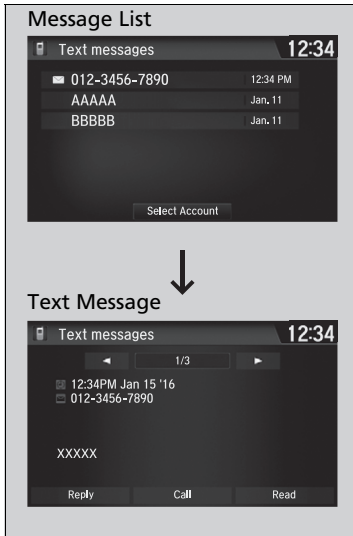 Message List
Text messages 12:34
012-3456-7890 12:34 PM
AAAAA Jan. 11
BBBBB Jan. 11
Select Account
Text Message
Text messages 12:34
1/3
12:34PM Jan 15 '16
012-3456-7890
XXXXX
Reply Call Read